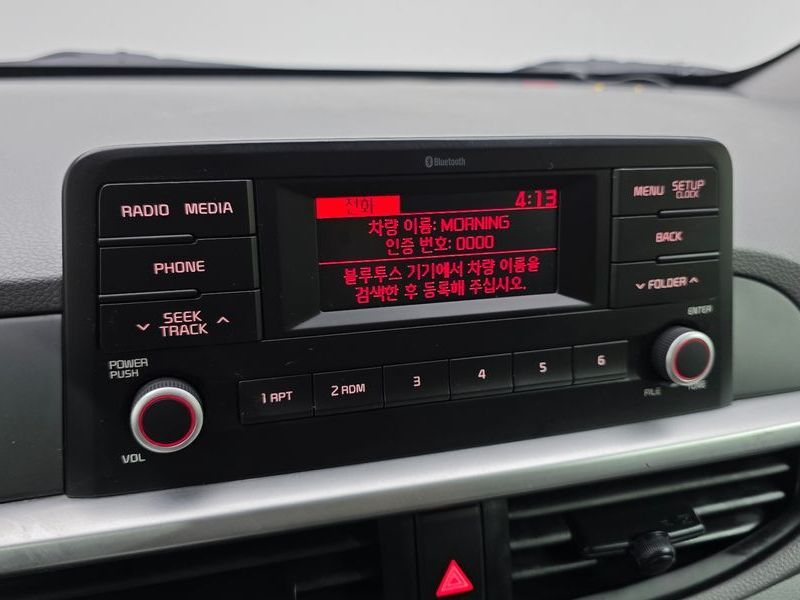 Bluetooth
RADIO MEDIA
PHONE
SEEK
TRACK
POWER
PUSH
VOL
전화 4:13
차량 이름: MORNING
인증 번호: 0000
블루투스 기기에서 차량 이름을
검색한 후 등록해 주십시오.
MENU SETUP
CLOCK
BACK
FOLDER
ENTER
FILE TUNE
1 APT 2 RDM 3 4 5 6